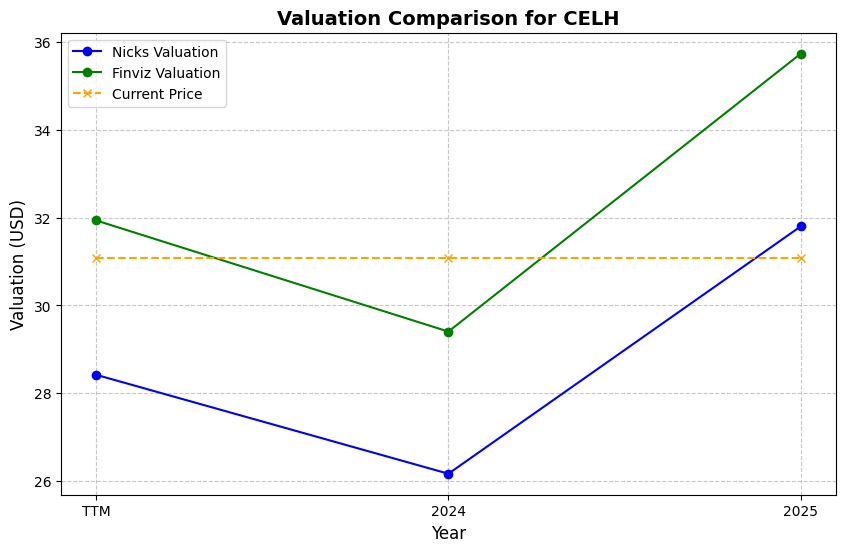 Valuation Comparison for CELH
Nicks Valuation
Finviz Valuation
Current Price
Valuation (USD)
36
34
32
30
28
26
TTM
2024
2025
Year